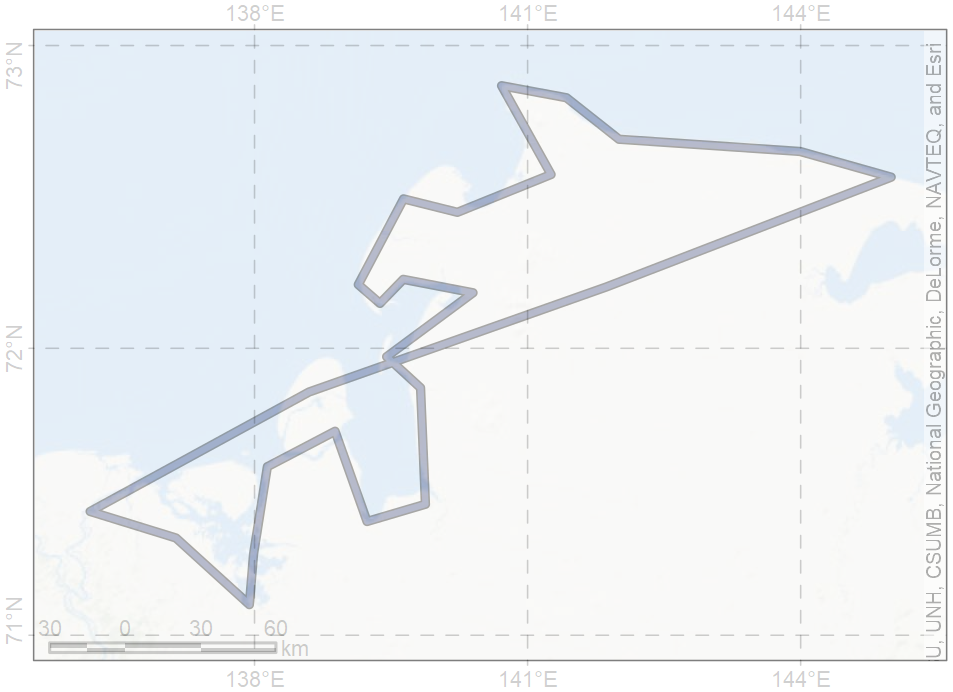 138°E 141°E 144°E
73°N
72°N
71°N
30 0 30 60
km
138°E 141°E 144°E
U, UNH, CSUMB, National Geographic, DeLorme, NAVTEQ, and Esri